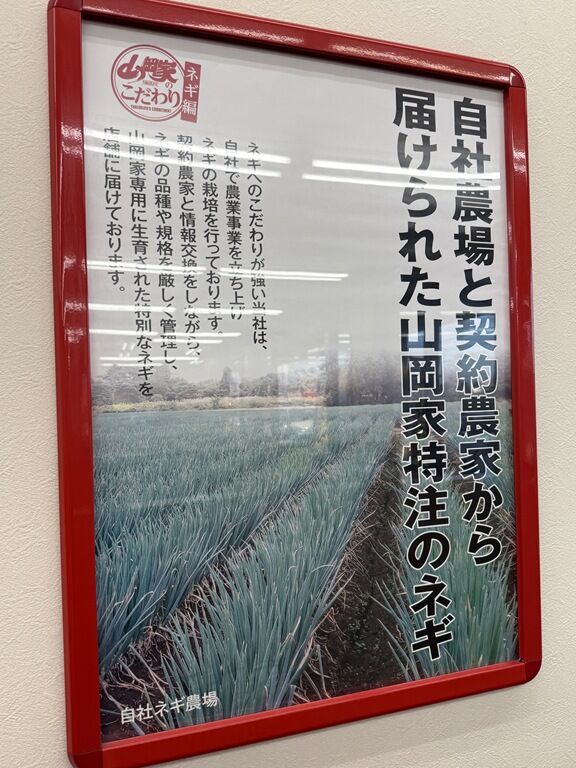 山岡家の
こだわり
YAMAOKAYA'S COMMITMENT
ネギ編
自社農場と契約農家から
届けられた山岡家特注のネギ
ネギへのこだわりが強い当社は、
自社で農業事業を立ち上げ
ネギの栽培を行っております。
契約農家と情報交換をしながら、
ネギの品種や規格を厳しく管理し、
山岡家専用に生育された特別なネギを
店舗に届けております。
自社ネギ農場